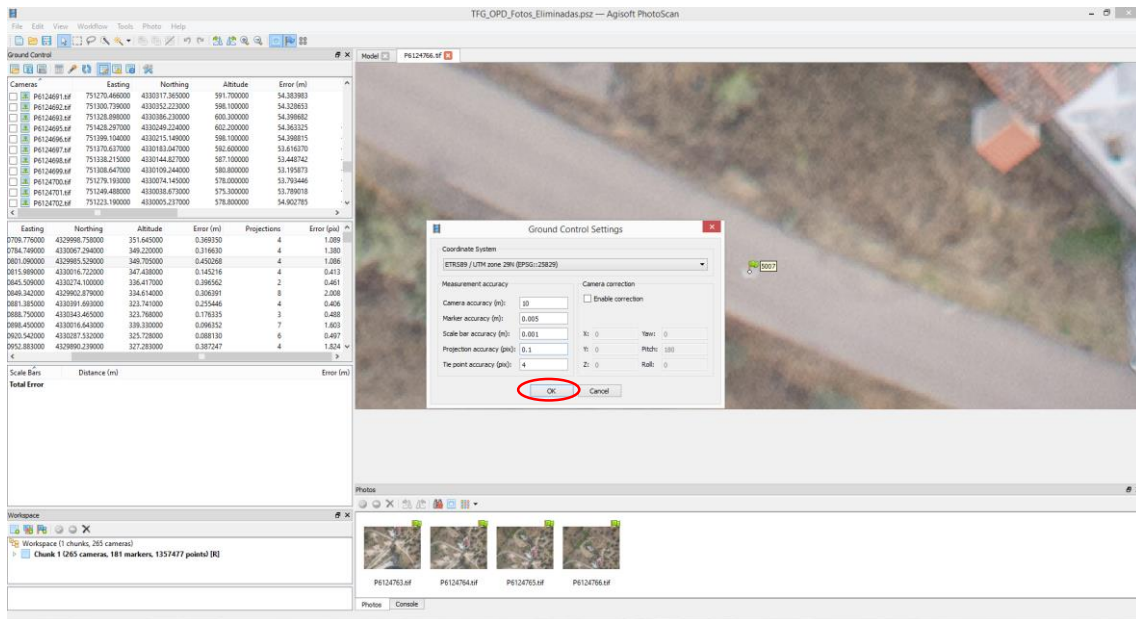 TFG_OPD_Fotos_Eliminadas.psz — Agisoft PhotoScan
File Edit View Workflow Tools Photo Help
Ground Control
Model
P6124766.tif
Cameras Easting Northing Altitude Error (m)
P6124691.tif 751270.466000 4330317.365000 591.700000 54.383983
P6124692.tif 751300.739000 4330352.223000 598.100000 54.328653
P6124693.tif 751328.898000 4330386.230000 600.300000 54.398682
P6124695.tif 751428.297000 4330249.224000 602.200000 54.363325
P6124696.tif 751399.104000 4330215.149000 598.100000 54.398815
P6124697.tif 751370.637000 4330183.047000 592.600000 53.616370
P6124698.tif 751338.215000 4330144.827000 587.100000 53.448742
P6124699.tif 751308.647000 4330109.244000 580.800000 53.195873
P6124700.tif 751279.193000 4330074.145000 578.000000 53.793446
P6124701.tif 751249.488000 4330038.673000 575.300000 53.789018
P6124702.tif 751223.190000 4330005.237000 578.800000 54.902785
Easting Northing Altitude Error (m) Projections Error (pix)
0709.776000 4329998.758000 351.645000 0.369350 4 1.089
0784.749000 4330067.294000 349.220000 0.316630 4 1.380
0801.090000 4329985.529000 349.705000 0.450268 4 1.086
0815.989000 4330016.722000 347.438000 0.145216 4 0.413
0845.509000 4330274.100000 336.417000 0.396562 2 0.461
0849.342000 4329902.879000 334.614000 0.306391 8 2.008
0881.385000 4330391.693000 323.741000 0.255446 4 0.406
0888.750000 4330343.465000 323.768000 0.176335 3 0.488
0898.450000 4330016.643000 339.330000 0.096352 7 1.603
0920.542000 4330287.532000 325.728000 0.088130 6 0.497
0952.883000 4329890.239000 327.283000 0.387247 4 1.824
Scale Bars Distance (m) Error (m)
Total Error
Ground Control Settings
Coordinate System
ETRS89 / UTM zone 29N (EPSG::25829)
Measurement accuracy
Camera accuracy (m): 10
Marker accuracy (m): 0.005
Scale bar accuracy (m): 0.001
Projection accuracy (pix): 0.1
Tie point accuracy (pix): 4
Camera correction
Enable correction
X: 0 Yaw: 0
Y: 0 Pitch: 180
Z: 0 Roll: 0
OK Cancel
5007
Workspace
Workspace (1 chunks, 265 cameras)
Chunk 1 (265 cameras, 181 markers, 1357477 points) [R]
Photos
P6124763.tif P6124764.tif P6124765.tif P6124766.tif
Photos Console